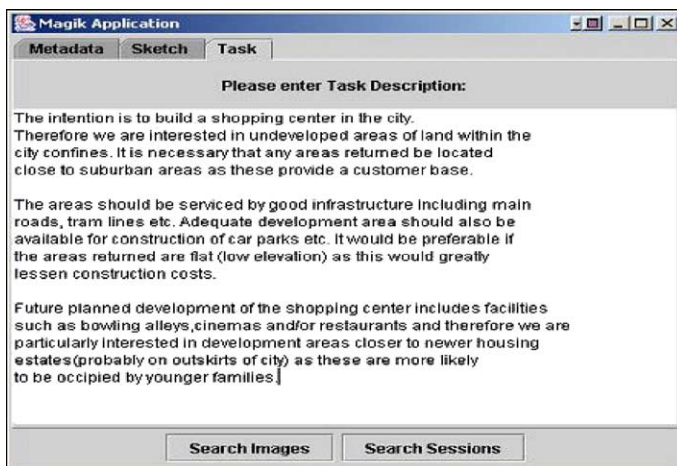 Magik Application
Metadata Sketch Task
Please enter Task Description:
The intention is to build a shopping center in the city.
Therefore we are interested in undeveloped areas of land within the
city confines. It is necessary that any areas returned be located
close to suburban areas as these provide a customer base.
The areas should be serviced by good infrastructure including main
roads, tram lines etc. Adequate development area should also be
available for construction of car parks etc. It would be preferable if
the areas returned are flat (low elevation) as this would greatly
lessen construction costs.
Future planned development of the shopping center includes facilities
such as bowling alleys,cinemas and/or restaurants and therefore we are
particularly interested in development areas closer to newer housing
estates(probably on outskirts of city) as these are more likely
to be occipied by younger families.
Search Images Search Sessions